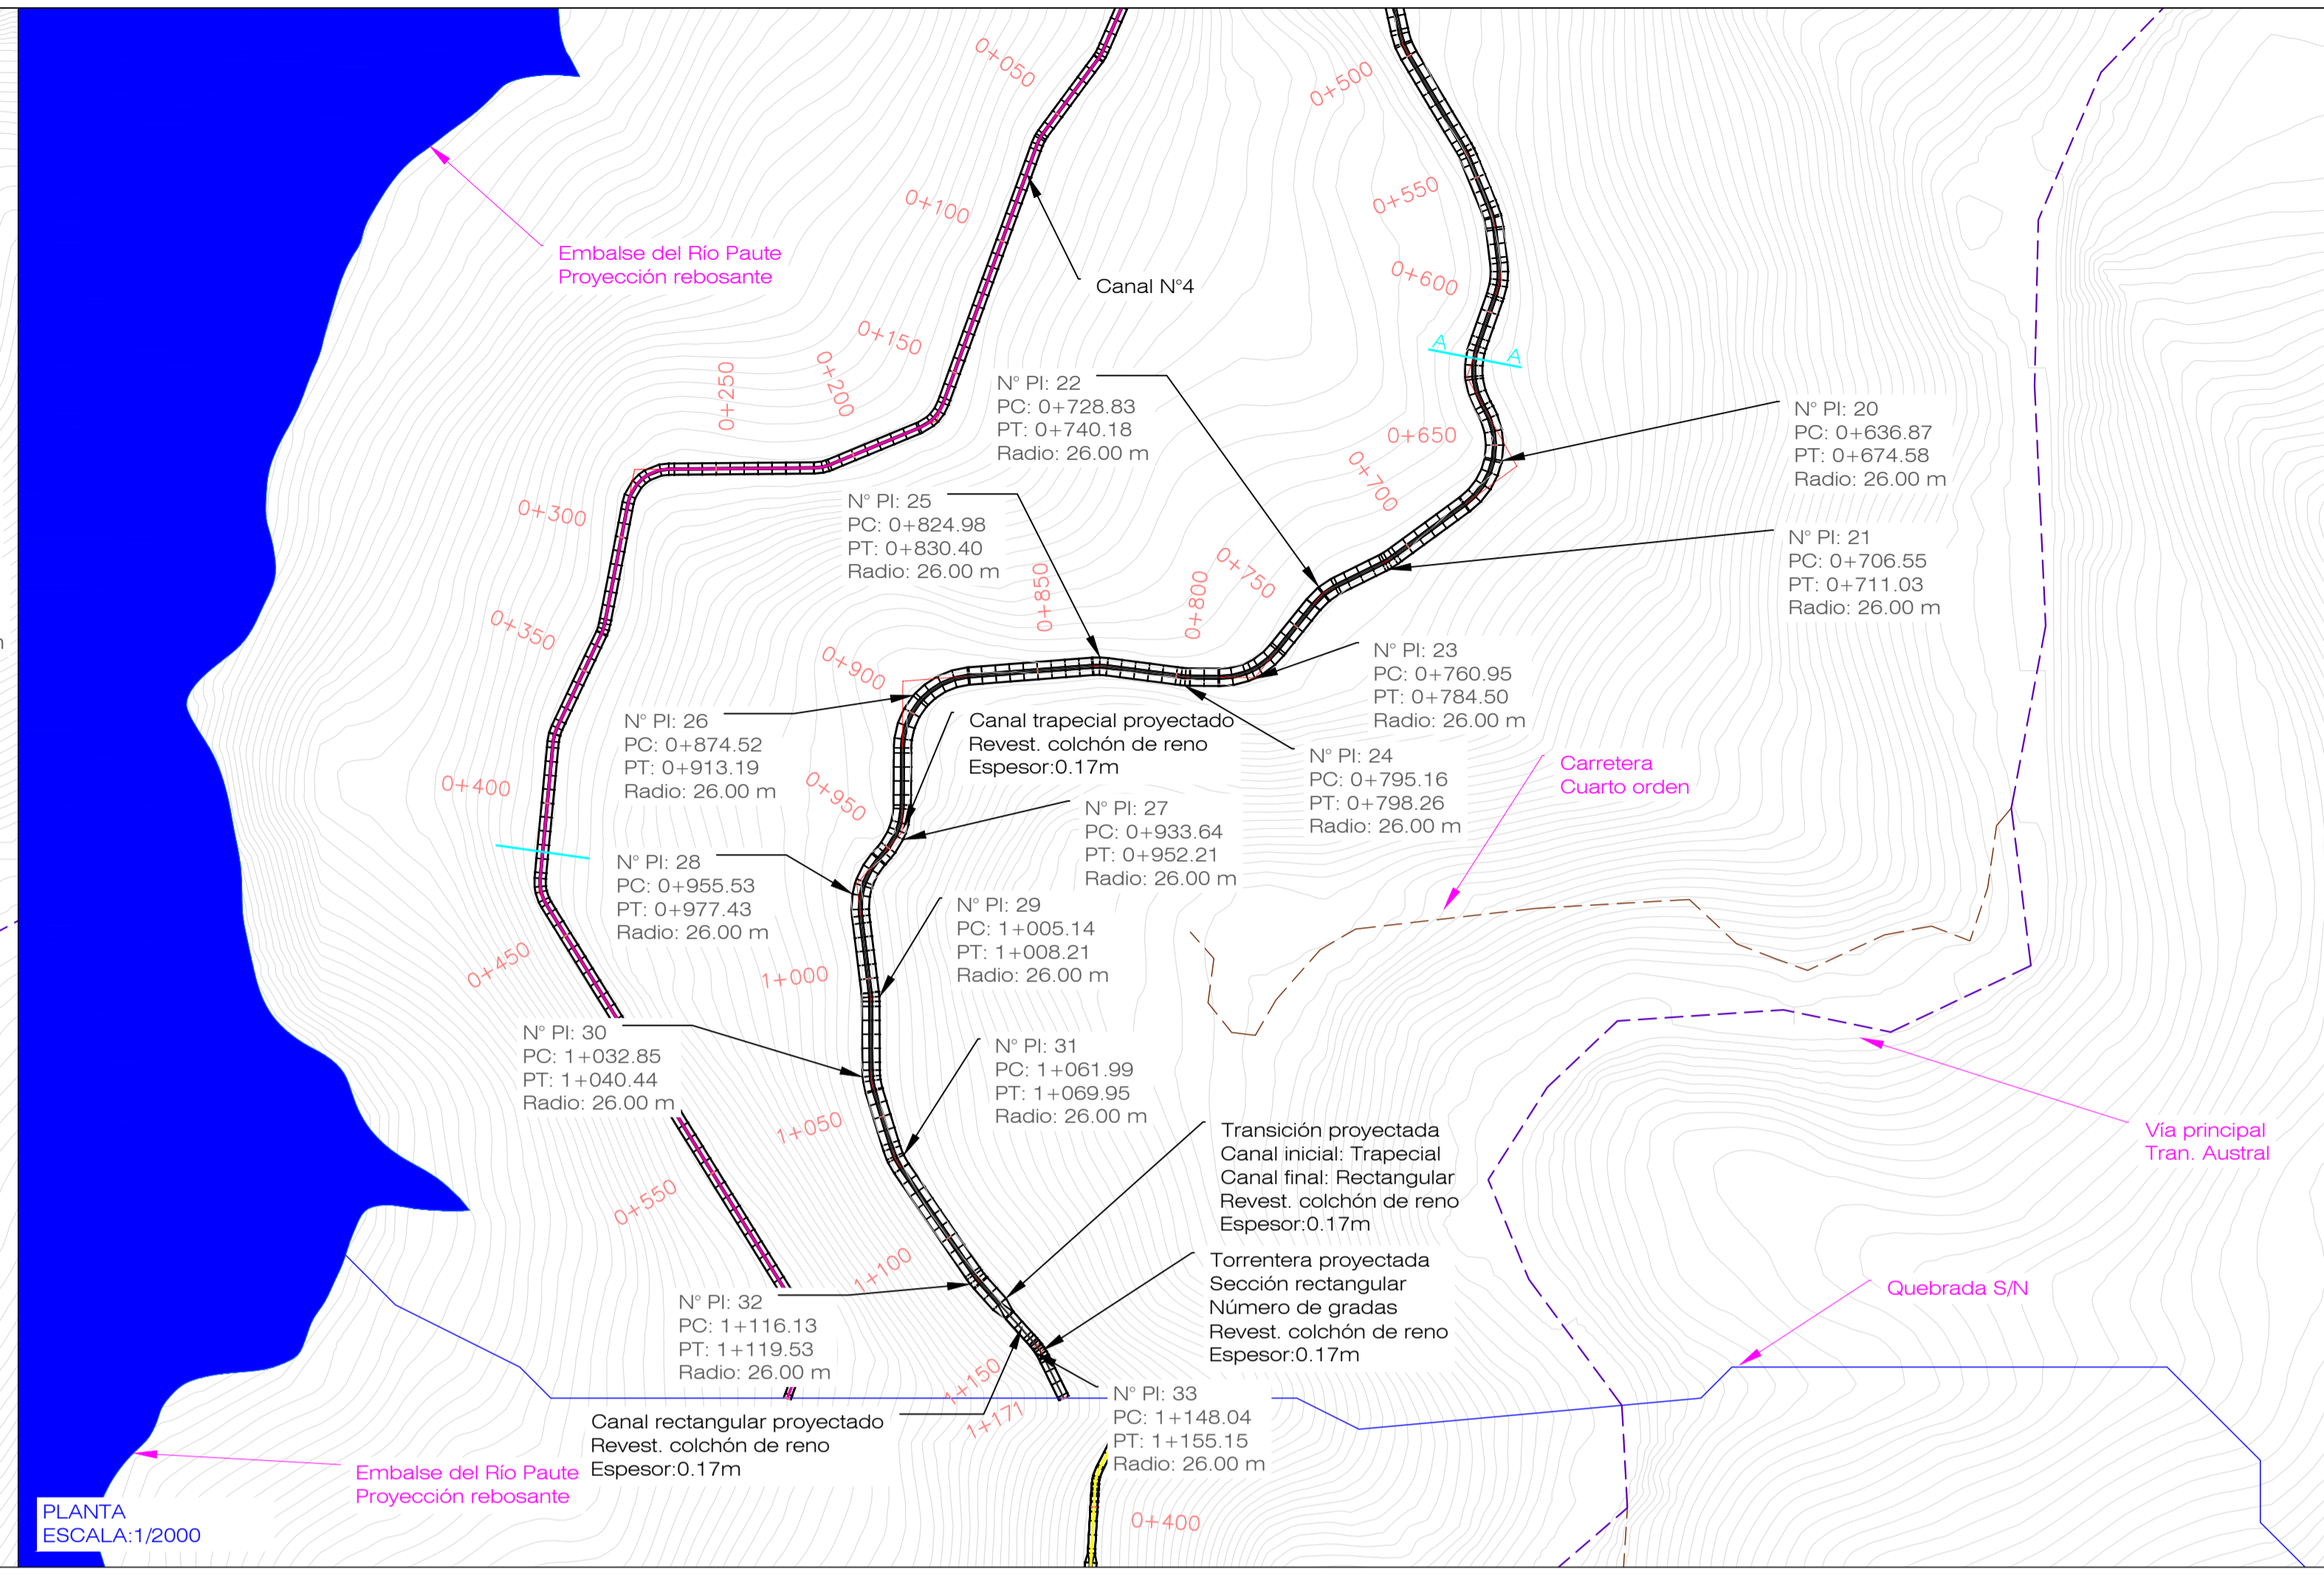 0+050
0+500
0+100
0+550
Embalse del Río Paute
Proyección rebosante
Canal N°4
0+600
0+150
0+200
0+250
A
A
N° PI: 22
PC: 0+728.83
PT: 0+740.18
Radio: 26.00 m
N° PI: 20
PC: 0+636.87
PT: 0+674.58
Radio: 26.00 m
0+650
0+700
0+300
N° PI: 25
PC: 0+824.98
PT: 0+830.40
Radio: 26.00 m
N° PI: 21
PC: 0+706.55
PT: 0+711.03
Radio: 26.00 m
0+850
0+800
0+750
0+350
0+900
N° PI: 23
PC: 0+760.95
PT: 0+784.50
Radio: 26.00 m
N° PI: 26
PC: 0+874.52
PT: 0+913.19
Radio: 26.00 m
Canal trapecial proyectado
Revest. colchón de reno
Espesor:0.17m
N° PI: 24
PC: 0+795.16
PT: 0+798.26
Radio: 26.00 m
Carretera
Cuarto orden
0+400
0+950
N° PI: 27
PC: 0+933.64
PT: 0+952.21
Radio: 26.00 m
N° PI: 28
PC: 0+955.53
PT: 0+977.43
Radio: 26.00 m
N° PI: 29
PC: 1+005.14
PT: 1+008.21
Radio: 26.00 m
0+450
1+000
N° PI: 30
PC: 1+032.85
PT: 1+040.44
Radio: 26.00 m
N° PI: 31
PC: 1+061.99
PT: 1+069.95
Radio: 26.00 m
1+050
Transición proyectada
Canal inicial: Trapecial
Canal final: Rectangular
Revest. colchón de reno
Espesor:0.17m
Vía principal
Tran. Austral
0+550
1+100
Torrentera proyectada
Sección rectangular
Número de gradas
Revest. colchón de reno
Espesor:0.17m
Quebrada S/N
N° PI: 32
PC: 1+116.13
PT: 1+119.53
Radio: 26.00 m
1+150
1+171
N° PI: 33
PC: 1+148.04
PT: 1+155.15
Radio: 26.00 m
Canal rectangular proyectado
Revest. colchón de reno
Espesor:0.17m
Embalse del Río Paute
Proyección rebosante
0+400
PLANTA
ESCALA:1/2000